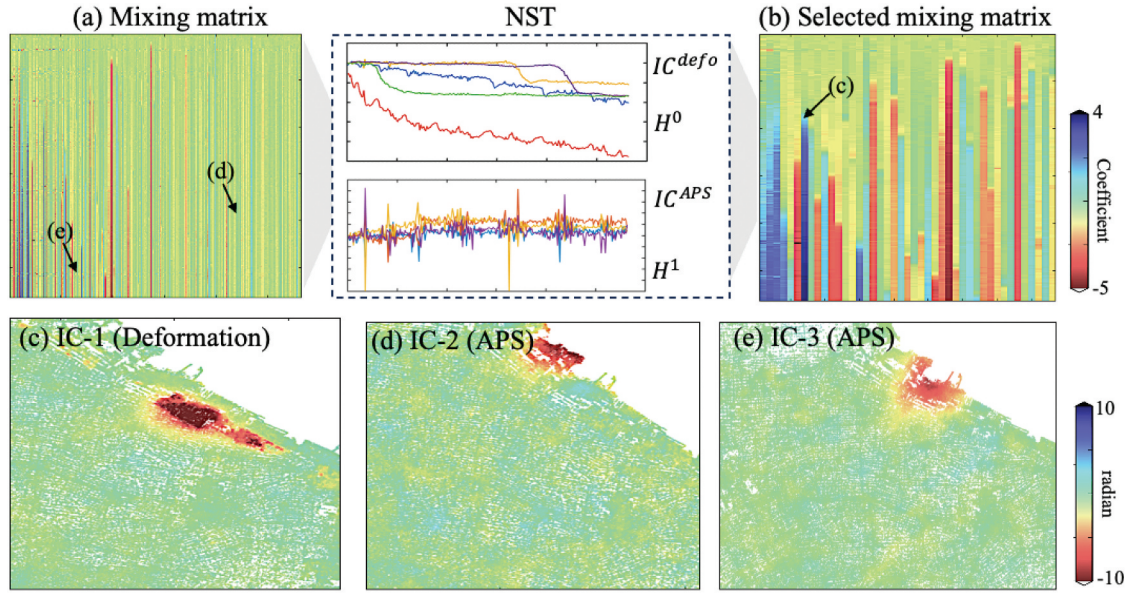 (a) Mixing matrix
NST
(b) Selected mixing matrix
(d)
(e)
IC^{defo}
H^0
IC^{APS}
H^1
(c)
4
Coefficient
-5
(c) IC-1 (Deformation)
(d) IC-2 (APS)
(e) IC-3 (APS)
10
radian
-10